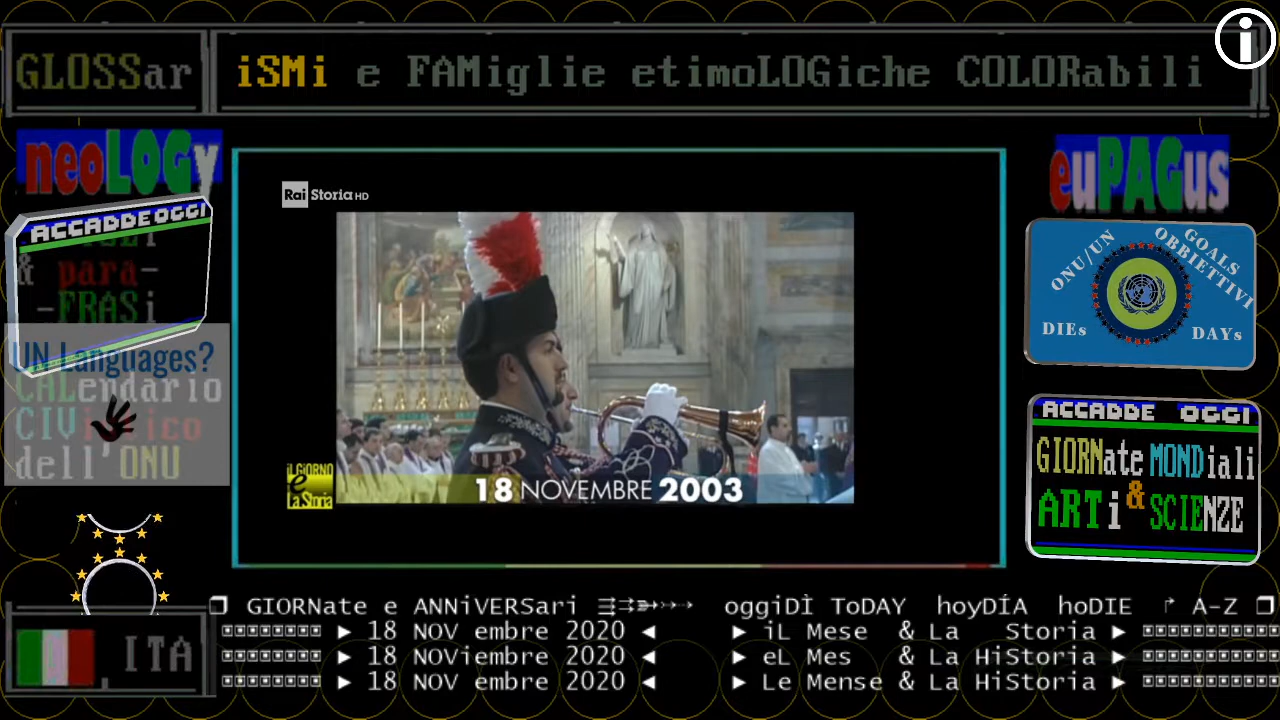 GLOSSar
iSMi e FAMiglie etimoLOGiche COLORabili
i
neoLOGy
euPAGus
ACCADDE OGGI
& para-
-FRASi
UN Languages?
CALendario
CIVico
dell'ONU
Rai Storia HD
iL GiORNO
e
La Storia
18 NOVEMBRE 2003
ONU/UN
GOALS
OBBIETTIVI
DIEs
DAYs
ACCADDE OGGI
GIORNate MONDiali
ARTi & SCIENZE
GIORNate e ANNiVERSari oggiDÌ ToDAY hoyDÍA hoDIE A-Z
18 NOV embre 2020 iL Mese & La Storia
18 NOViembre 2020 eL Mes & La HiStoria
18 NOV embre 2020 Le Mense & La HiStoria
ITA